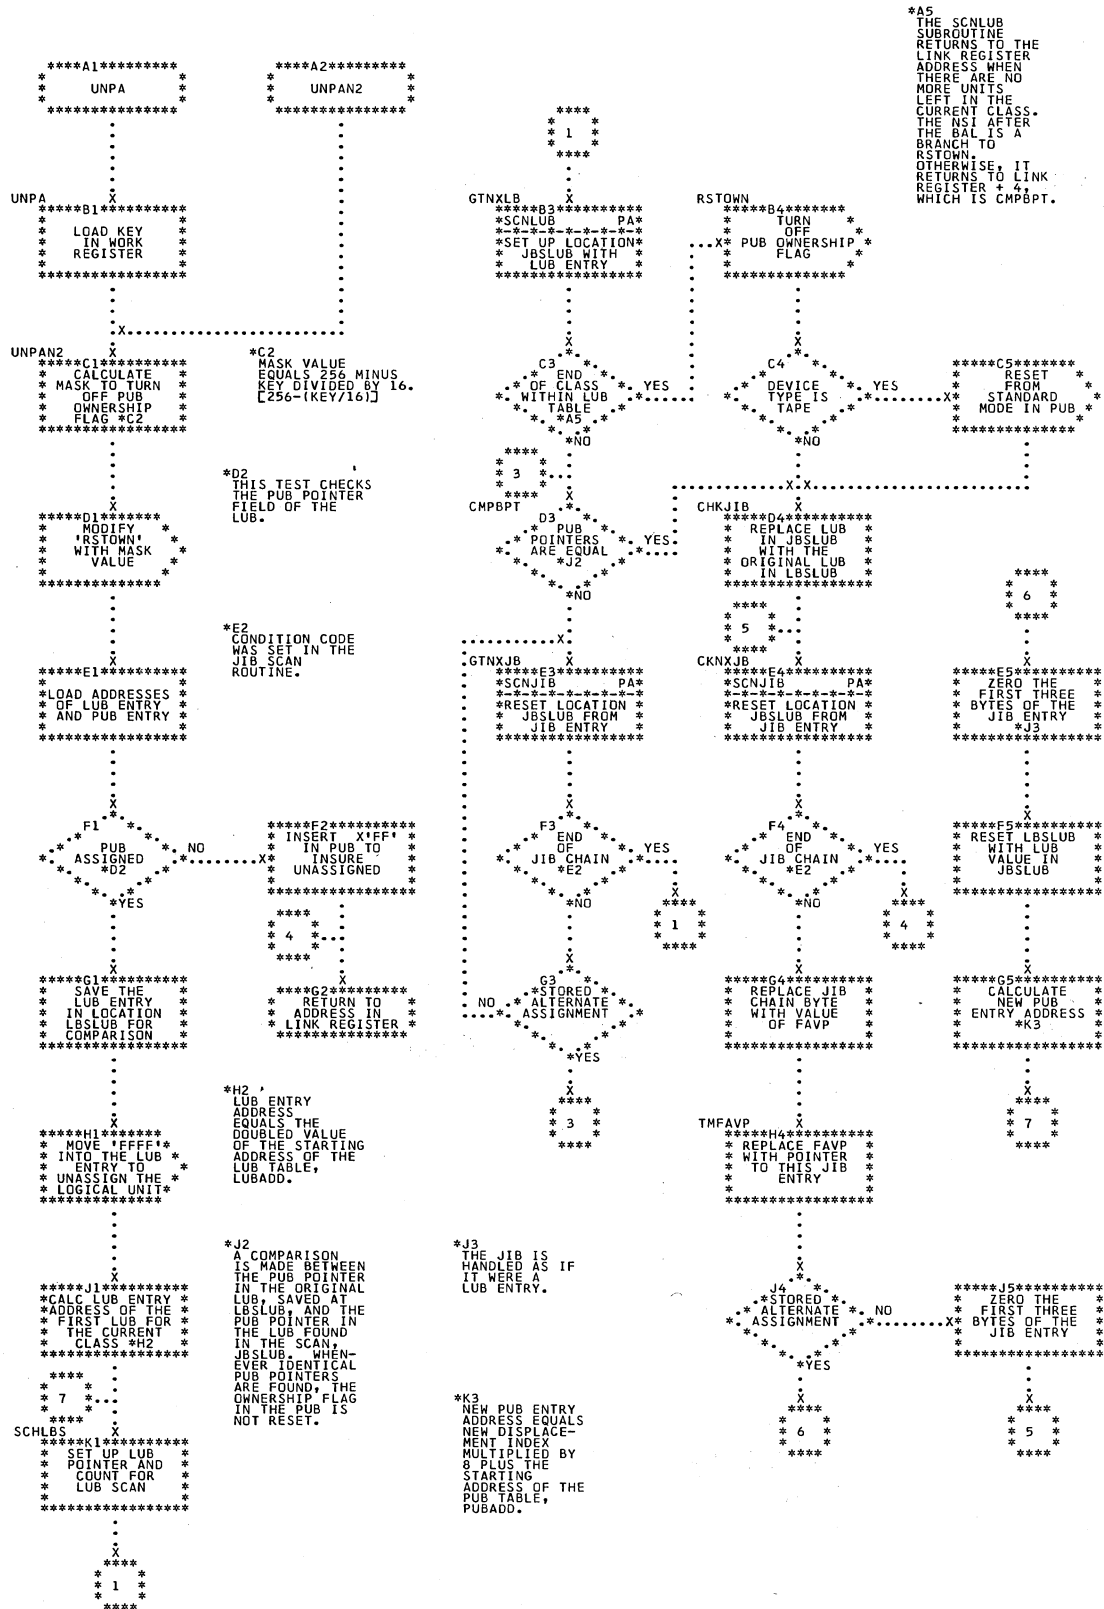 *A5
THE SCNLUB
SUBROUTINE
RETURNS TO THE
LINK REGISTER
ADDRESS WHEN
THERE ARE NO
MORE UNITS
LEFT IN THE
CURRENT CLASS.
THE NSI AFTER
THE BAL IS A
BRANCH TO
RSTOWN.
OTHERWISE, IT
RETURNS TO LINK
REGISTER + 4,
WHICH IS CMPBPT.
A1
UNPA
A2
UNPAN2
UNPA
B1
LOAD KEY
IN WORK
REGISTER
UNPAN2
C1
CALCULATE
MASK TO TURN
OFF PUB
OWNERSHIP
FLAG *C2
*C2
MASK VALUE
EQUALS 256 MINUS
KEY DIVIDED BY 16.
[256-(KEY/16)]
D1
MODIFY
'RSTOWN'
WITH MASK
VALUE
*D2
THIS TEST CHECKS
THE PUB POINTER
FIELD OF THE
LUB.
E1
LOAD ADDRESSES
OF LUB ENTRY
AND PUB ENTRY
*E2
CONDITION CODE
WAS SET IN THE
JIB SCAN
ROUTINE.
F1
PUB
ASSIGNED
*D2
NO
YES
F2
INSERT X'FF'
IN PUB TO
INSURE
UNASSIGNED
4
G1
SAVE THE
LUB ENTRY
IN LOCATION
LBSLUB FOR
COMPARISON
G2
RETURN TO
ADDRESS IN
LINK REGISTER
H1
MOVE 'FFFF'
INTO THE LUB
ENTRY TO
UNASSIGN THE
LOGICAL UNIT
*H2
LUB ENTRY
ADDRESS
EQUALS THE
DOUBLED VALUE
OF THE STARTING
ADDRESS OF THE
LUB TABLE,
LUBADD.
J1
CALC LUB ENTRY
ADDRESS OF THE
FIRST LUB FOR
THE CURRENT
CLASS *H2
*J2
A COMPARISON
IS MADE BETWEEN
THE PUB POINTER
IN THE ORIGINAL
LUB, SAVED AT
LBSLUB, AND THE
PUB POINTER IN
THE LUB FOUND
IN THE SCAN,
JBSLUB. WHEN-
EVER IDENTICAL
PUB POINTERS
ARE FOUND, THE
OWNERSHIP FLAG
IN THE PUB IS
NOT RESET.
7
SCHLBS
K1
SET UP LUB
POINTER AND
COUNT FOR
LUB SCAN
1
1
GTNXLB
B3
SCNLUB PA
SET UP LOCATION
JBSLUB WITH
LUB ENTRY
C3
END
OF CLASS
WITHIN LUB
TABLE
*A5
YES
NO
3
CMPBPT
D3
PUB
POINTERS
ARE EQUAL
*J2
YES
NO
GTNXJB
E3
SCNJIB PA
RESET LOCATION
JBSLUB FROM
JIB ENTRY
F3
END
OF
JIB CHAIN
*E2
YES
NO
1
G3
STORED
ALTERNATE
ASSIGNMENT
NO
YES
3
*J3
THE JIB IS
HANDLED AS IF
IT WERE A
LUB ENTRY.
*K3
NEW PUB ENTRY
ADDRESS EQUALS
NEW DISPLACE-
MENT INDEX
MULTIPLIED BY
8 PLUS THE
STARTING
ADDRESS OF THE
PUB TABLE,
PUBADD.
RSTOWN
B4
TURN
OFF
PUB OWNERSHIP
FLAG
C4
DEVICE
TYPE IS
TAPE
YES
NO
C5
RESET
FROM
STANDARD
MODE IN PUB
CHKJIB
D4
REPLACE LUB
IN JBSLUB
WITH THE
ORIGINAL LUB
IN LBSLUB
5
CKNXJB
E4
SCNJIB PA
RESET LOCATION
JBSLUB FROM
JIB ENTRY
F4
END
OF
JIB CHAIN
*E2
YES
NO
4
G4
REPLACE JIB
CHAIN BYTE
WITH VALUE
OF FAVP
TMFAVP
H4
REPLACE FAVP
WITH POINTER
TO THIS JIB
ENTRY
J4
STORED
ALTERNATE
ASSIGNMENT
NO
YES
6
J5
ZERO THE
FIRST THREE
BYTES OF THE
JIB ENTRY
5
6
E5
ZERO THE
FIRST THREE
BYTES OF THE
JIB ENTRY
*J3
F5
RESET LBSLUB
WITH LUB
VALUE IN
JBSLUB
G5
CALCULATE
NEW PUB
ENTRY ADDRESS
*K3
7